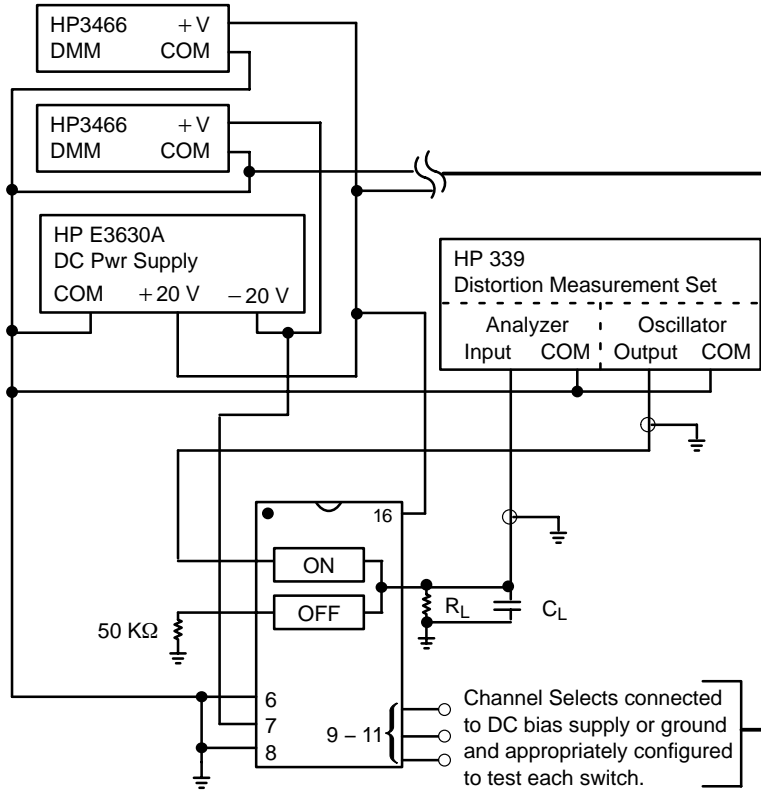 HP3466 + V
DMM COM
HP3466 + V
DMM COM
HP E3630A
DC Pwr Supply
COM + 20 V − 20 V
HP 339
Distortion Measurement Set
Analyzer Oscillator
Input COM Output COM
16
ON
OFF
50 KΩ
RL
CL
6
7
8
9 – 11
Channel Selects connected
to DC bias supply or ground
and appropriately configured
to test each switch.